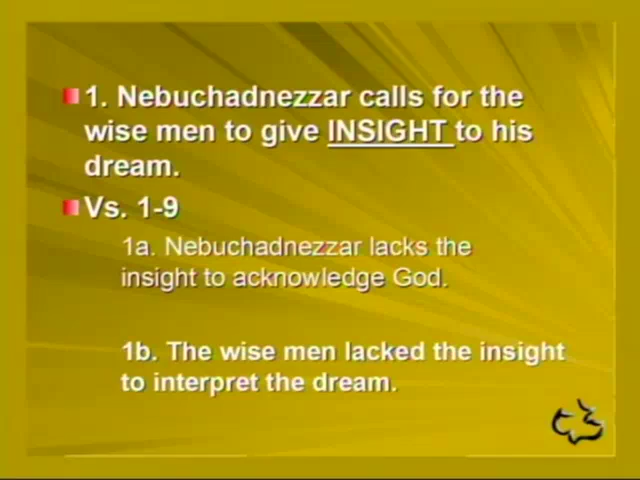 1. Nebuchadnezzar calls for the
wise men to give INSIGHT to his
dream.
Vs. 1-9
1a. Nebuchadnezzar lacks the
insight to acknowledge God.
1b. The wise men lacked the insight
to interpret the dream.